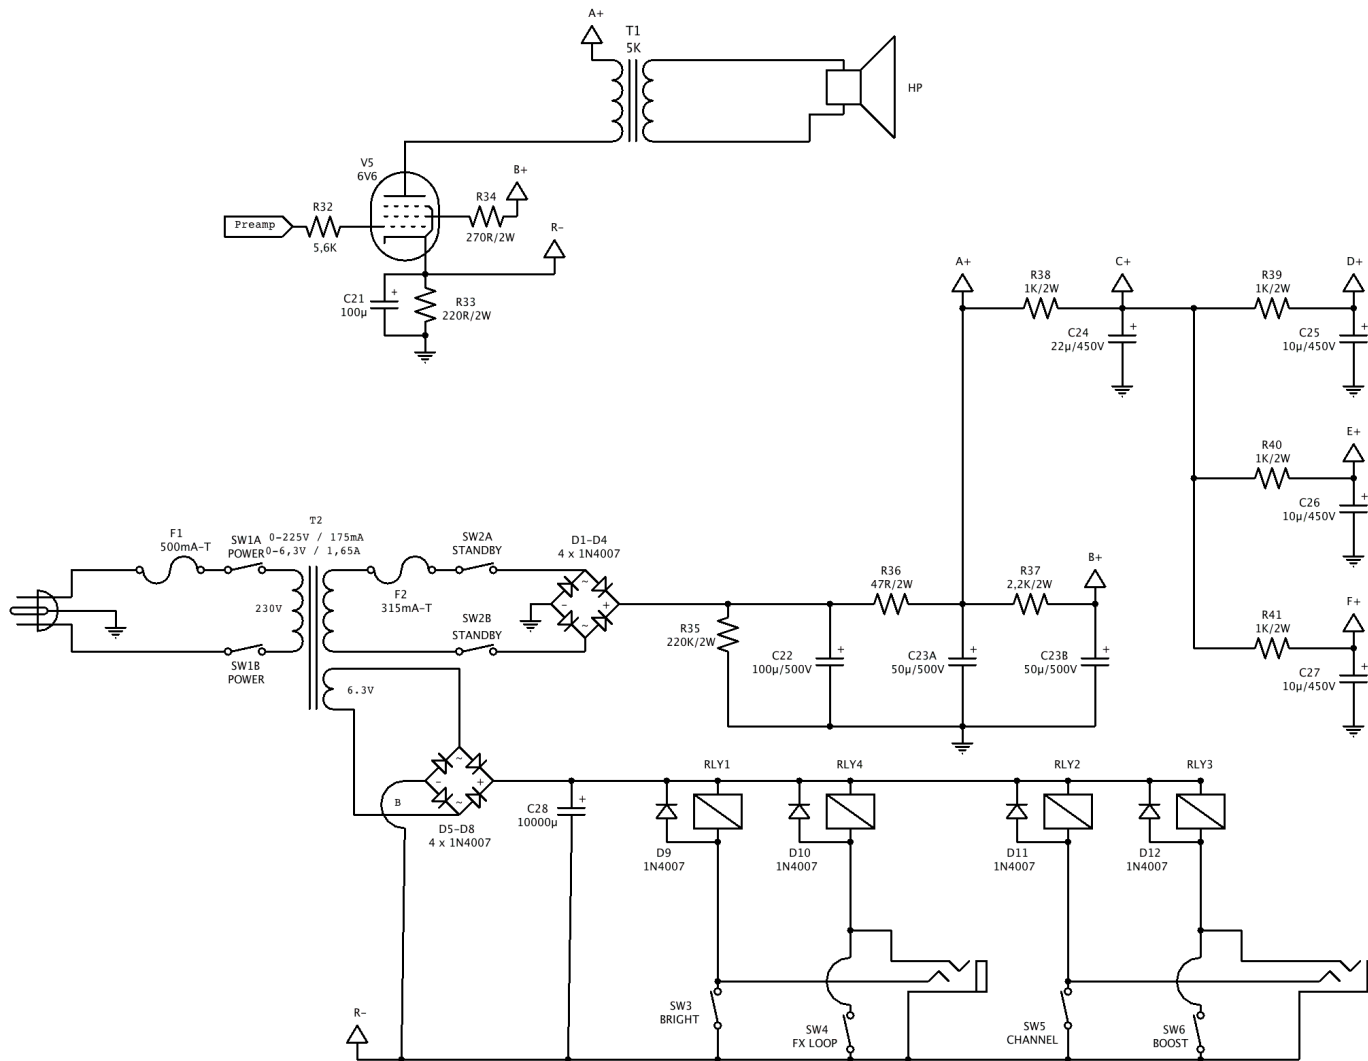 A+
T1
5K
HP
V5
6V6
B+
R34
270R/2W
R32
Preamp
5,6K
R-
C21
100µ
+
R33
220R/2W
A+
R38
1K/2W
C+
R39
1K/2W
D+
C24
22µ/450V
+
C25
10µ/450V
+
R40
1K/2W
E+
C26
10µ/450V
+
R41
1K/2W
F+
C27
10µ/450V
+
F1
500mA-T
SW1A
POWER
T2
0-225V / 175mA
0-6,3V / 1,65A
230V
SW1B
POWER
F2
315mA-T
SW2A
STANDBY
SW2B
STANDBY
D1-D4
4 x 1N4007
~
- +
~
R36
47R/2W
R37
2.2K/2W
B+
R35
220K/2W
C22
100µ/500V
+
C23A
50µ/500V
+
C23B
50µ/500V
+
6.3V
~
- +
~
B
D5-D8
4 x 1N4007
C28
10000µ
+
RLY1
RLY4
RLY2
RLY3
D9
1N4007
D10
1N4007
D11
1N4007
D12
1N4007
R-
SW3
BRIGHT
SW4
FX LOOP
SW5
CHANNEL
SW6
BOOST